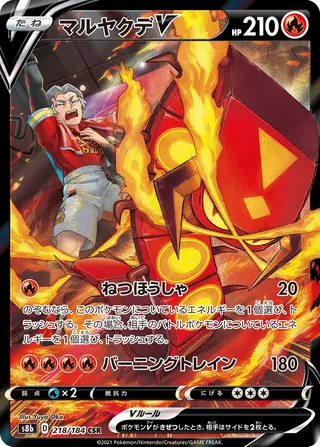 たね
マルヤクデV
HP 210
ねつほうしゃ 20
のぞむなら、このポケモンについているエネルギーを1個選び、トラッシュする。その場合、相手のバトルポケモンについているエネルギーを1個選び、トラッシュする。
バーニングトレイン 180
弱点 ×2 抵抗力 にげる
Vルール
ポケモンVがきぜつしたとき、相手はサイドを2枚とる。
Illus. Tuyo Oka
s8b D 218/184 CSR
©2021 Pokémon/Nintendo/Creatures/GAME FREAK.